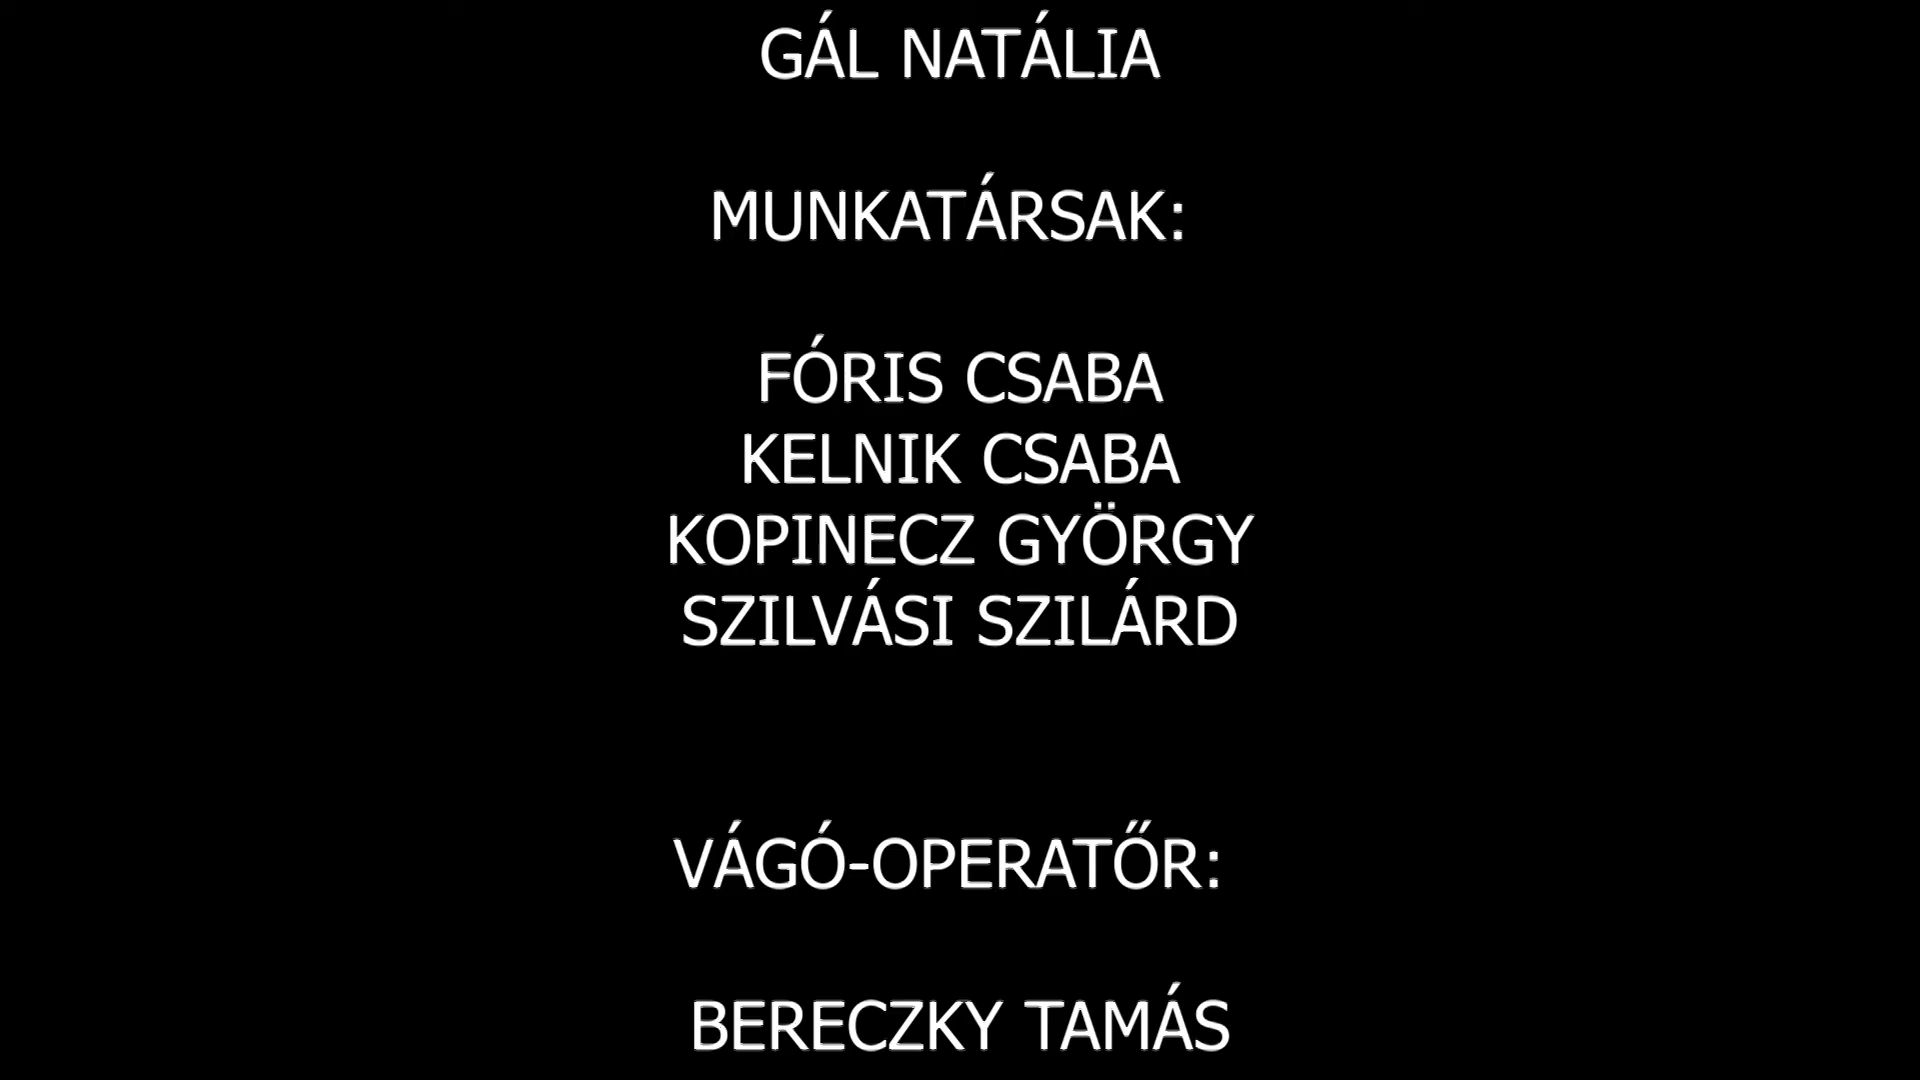 GÁL NATÁLIA
MUNKATÁRSAK:
FÓRIS CSABA
KELNIK CSABA
KOPINECZ GYÖRGY
SZILVÁSI SZILÁRD
VÁGÓ-OPERATŐR:
BERECZKY TAMÁS